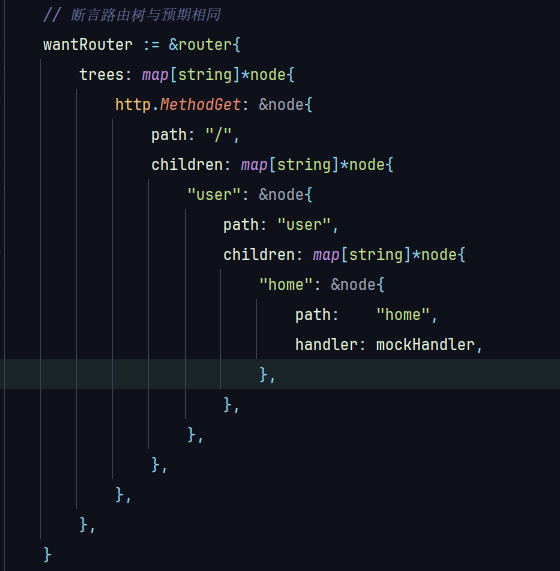 // 断言路由树与预期相同
wantRouter := &router{
trees: map[string]*node{
http.MethodGet: &node{
path: "/",
children: map[string]*node{
"user": &node{
path: "user",
children: map[string]*node{
"home": &node{
path:    "home",
handler: mockHandler,
},
},
},
},
},
},
}